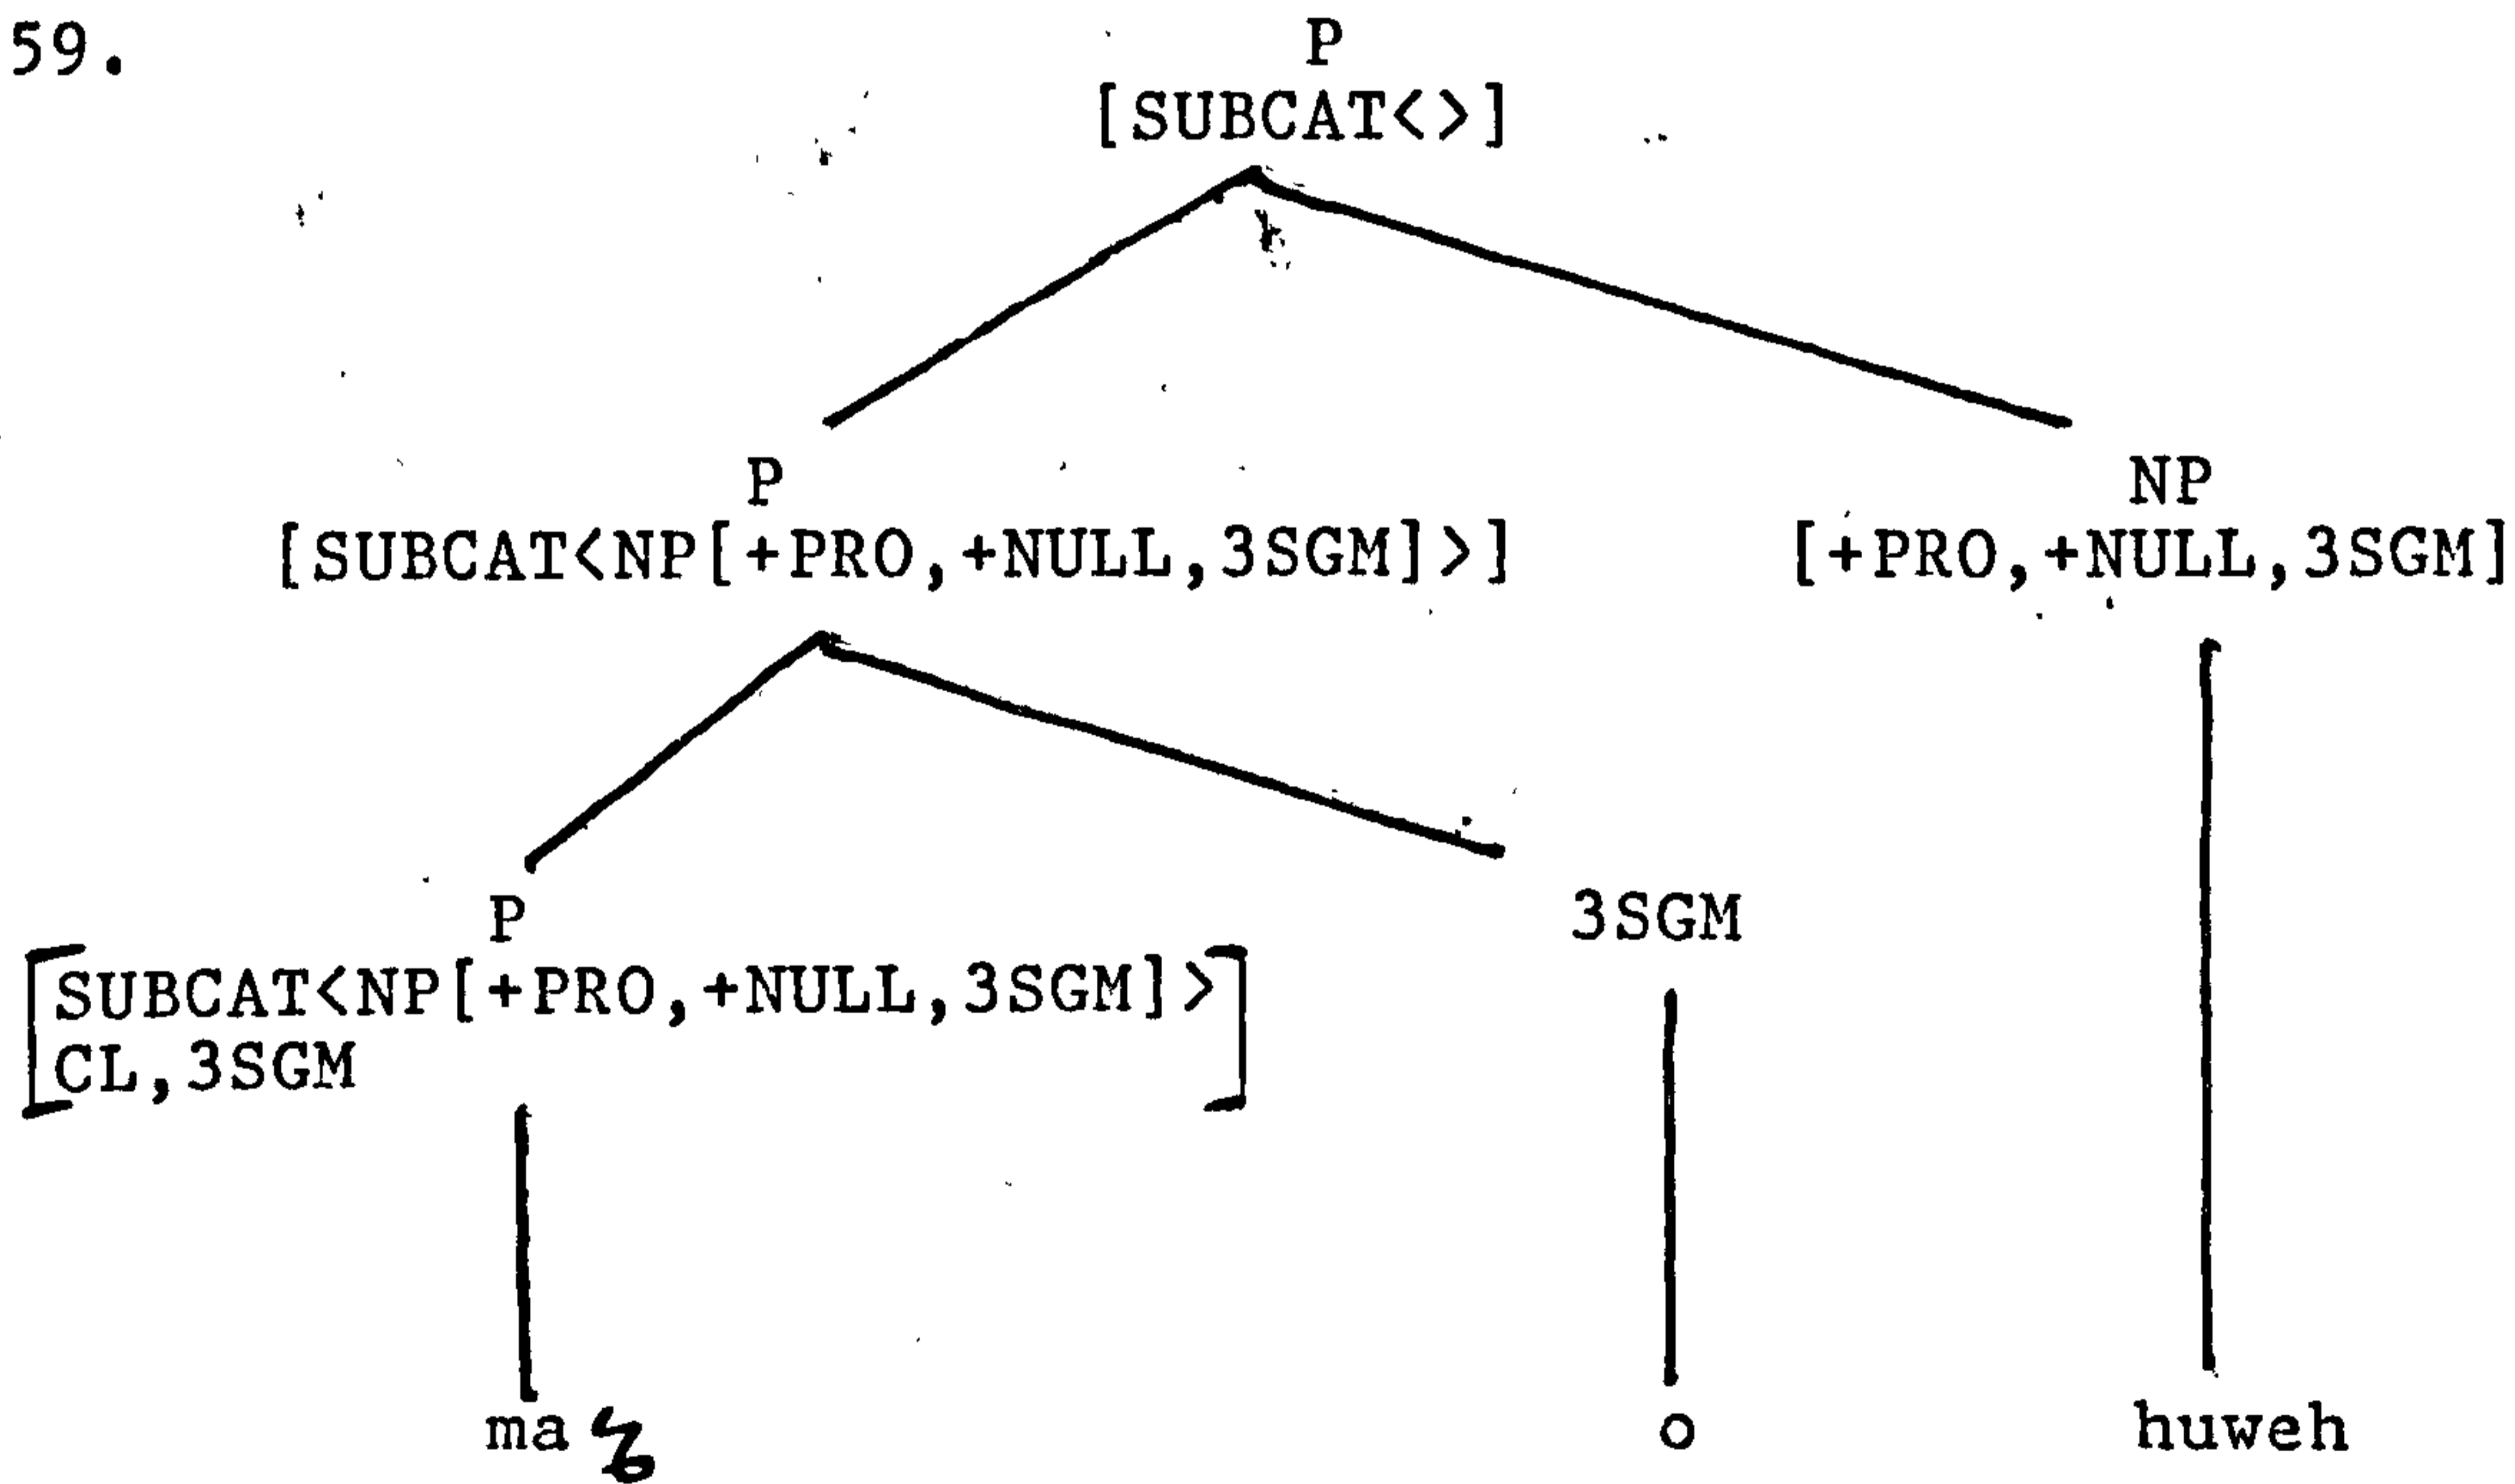 59.
P
[SUBCAT<>]
P NP
[SUBCAT<NP[+PRO,+NULL,3SGM]>] [+PRO,+NULL,3SGM]
P 3SGM
SUBCAT<NP[+PRO,+NULL,3SGM]>
CL,3SGM
ma o huweh